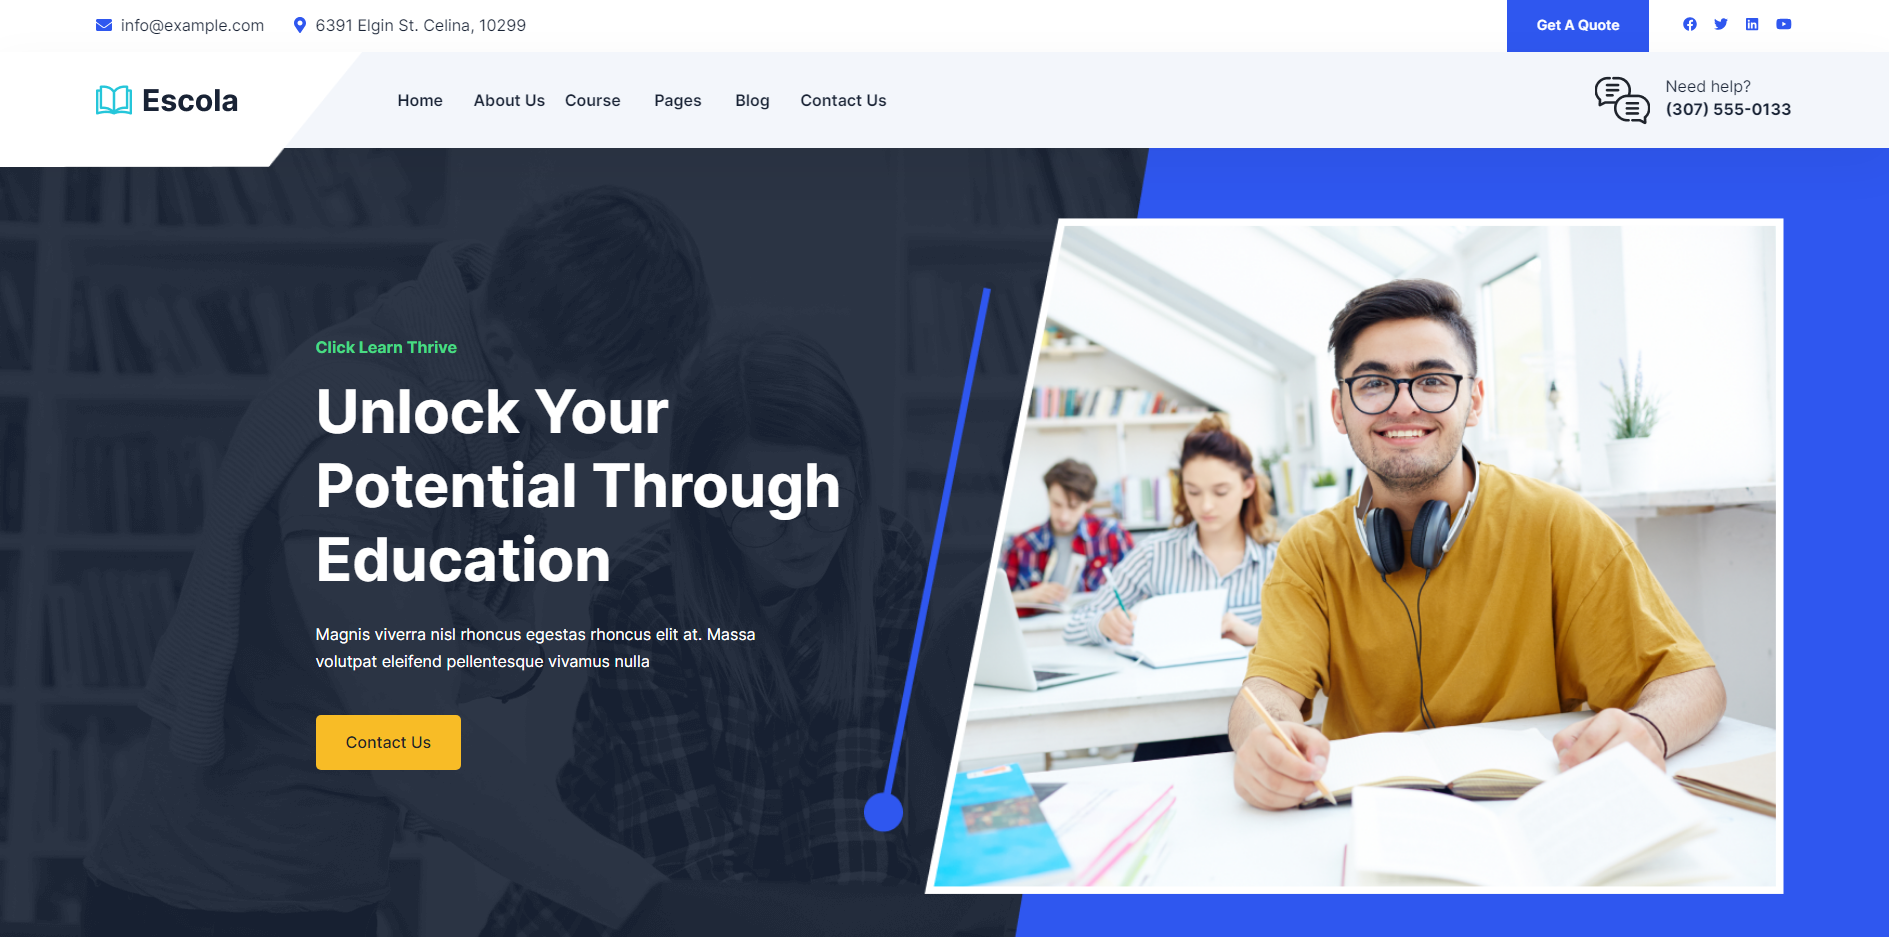 info@example.com
6391 Elgin St. Celina, 10299
Get A Quote
Escola
Home
About Us
Course
Pages
Blog
Contact Us
Need help?
(307) 555-0133
Click Learn Thrive
Unlock Your
Potential Through
Education
Magnis viverra nisl rhoncus egestas rhoncus elit at. Massa
volutpat eleifend pellentesque vivamus nulla
Contact Us